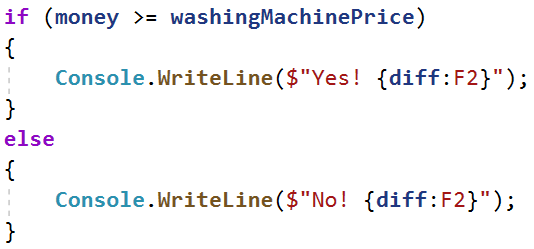 if (money >= washingMachinePrice)
{
    Console.WriteLine($"Yes! {diff:F2}");
}
else
{
    Console.WriteLine($"No! {diff:F2}");
}